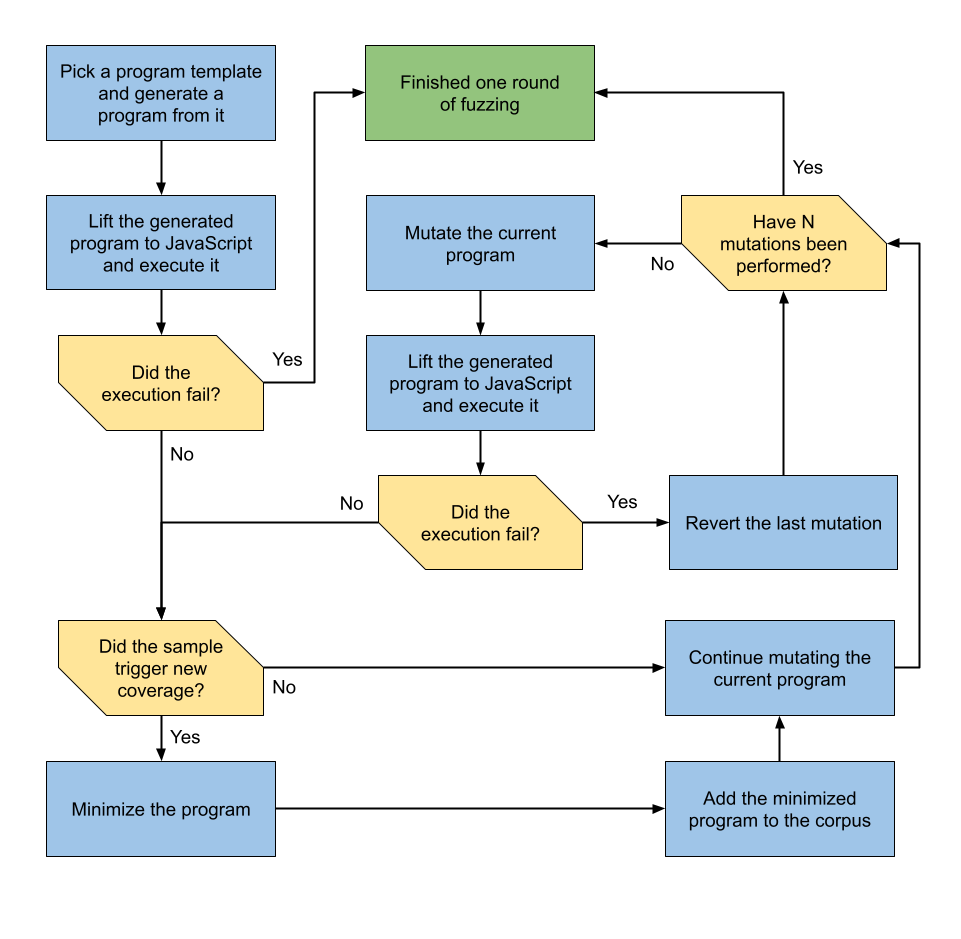 Pick a program template
and generate a
program from it
Finished one round
of fuzzing
Yes
Lift the generated
program to JavaScript
and execute it
Mutate the current
program
No
Have N
mutations been
performed?
Did the
execution fail?
Yes
Lift the generated
program to JavaScript
and execute it
No
No
Did the
execution fail?
Yes
Revert the last mutation
Did the sample
trigger new
coverage?
No
Continue mutating the
current program
Yes
Minimize the program
Add the minimized
program to the corpus